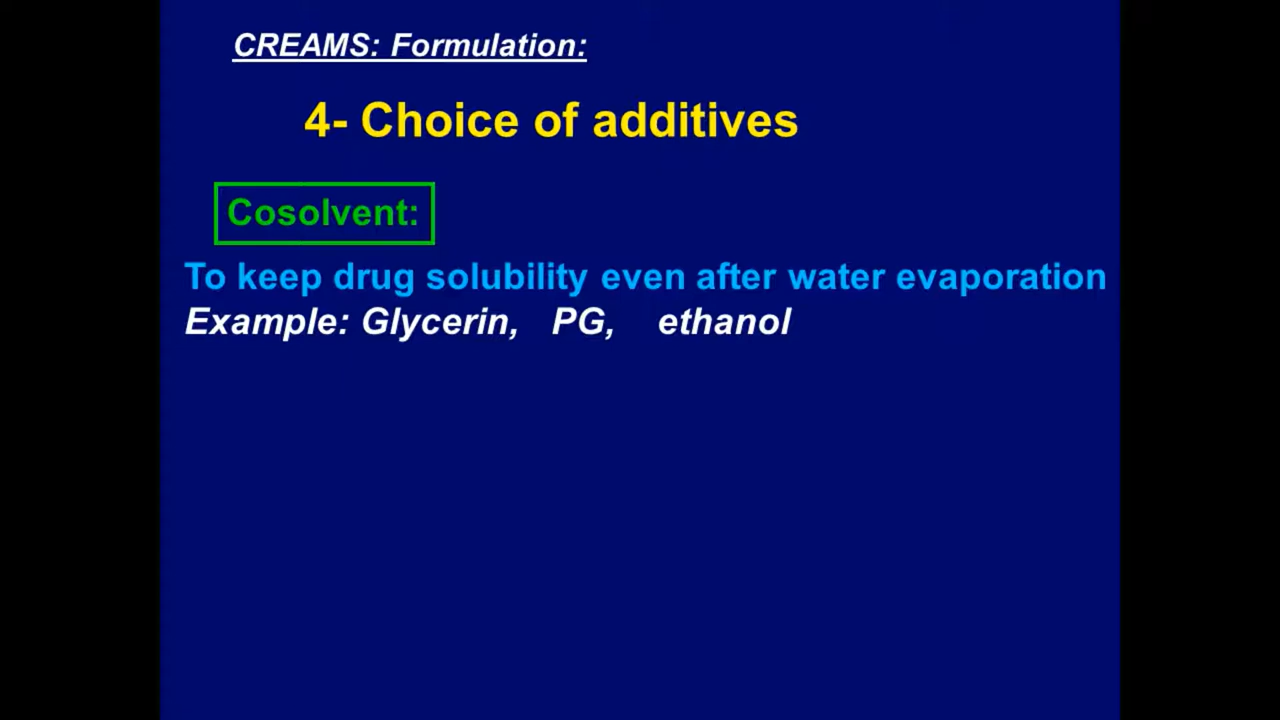 CREAMS: Formulation:
4- Choice of additives
Cosolvent:
To keep drug solubility even after water evaporation
Example: Glycerin, PG, ethanol